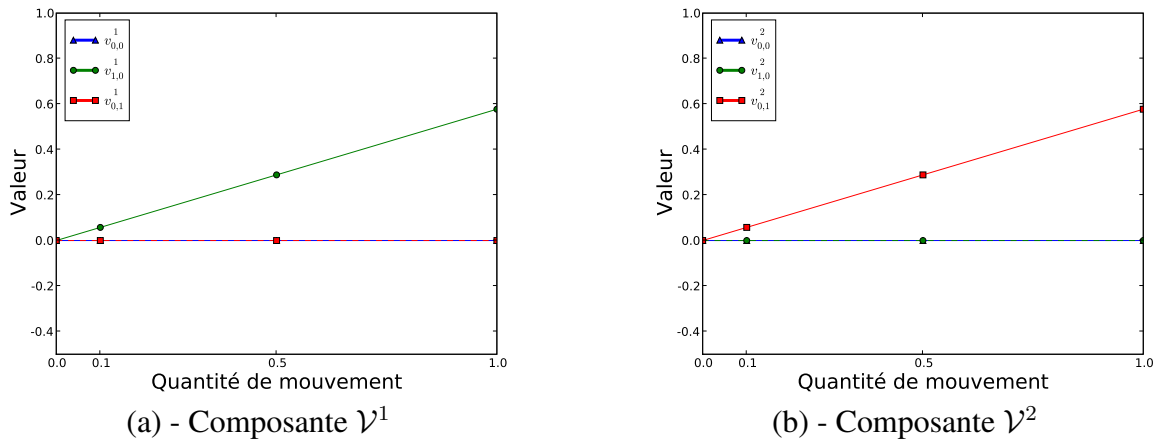 1.0
0.8
0.6
0.4
0.2
0.0
-0.2
-0.4
Valeur
v^1_{0,0}
v^1_{1,0}
v^1_{0,1}
0.0 0.1 0.5 1.0
Quantité de mouvement
(a) - Composante 𝒱^1
1.0
0.8
0.6
0.4
0.2
0.0
-0.2
-0.4
Valeur
v^2_{0,0}
v^2_{1,0}
v^2_{0,1}
0.0 0.1 0.5 1.0
Quantité de mouvement
(b) - Composante 𝒱^2